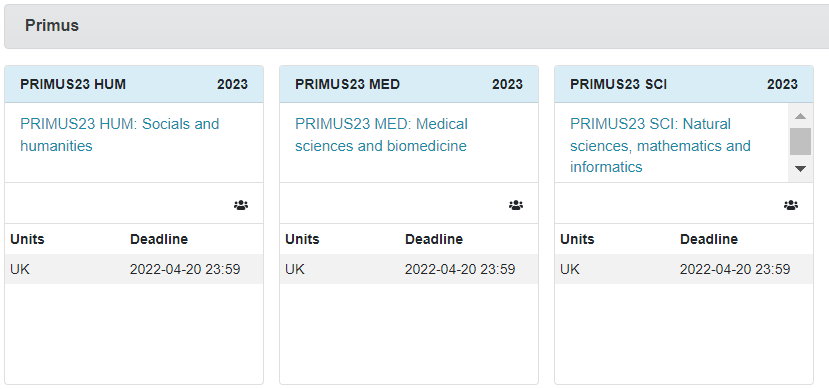 Primus
PRIMUS23 HUM 2023
PRIMUS23 HUM: Socials and
humanities
Units Deadline
UK 2022-04-20 23:59
PRIMUS23 MED 2023
PRIMUS23 MED: Medical
sciences and biomedicine
Units Deadline
UK 2022-04-20 23:59
PRIMUS23 SCI 2023
PRIMUS23 SCI: Natural
sciences, mathematics and
informatics
Units Deadline
UK 2022-04-20 23:59